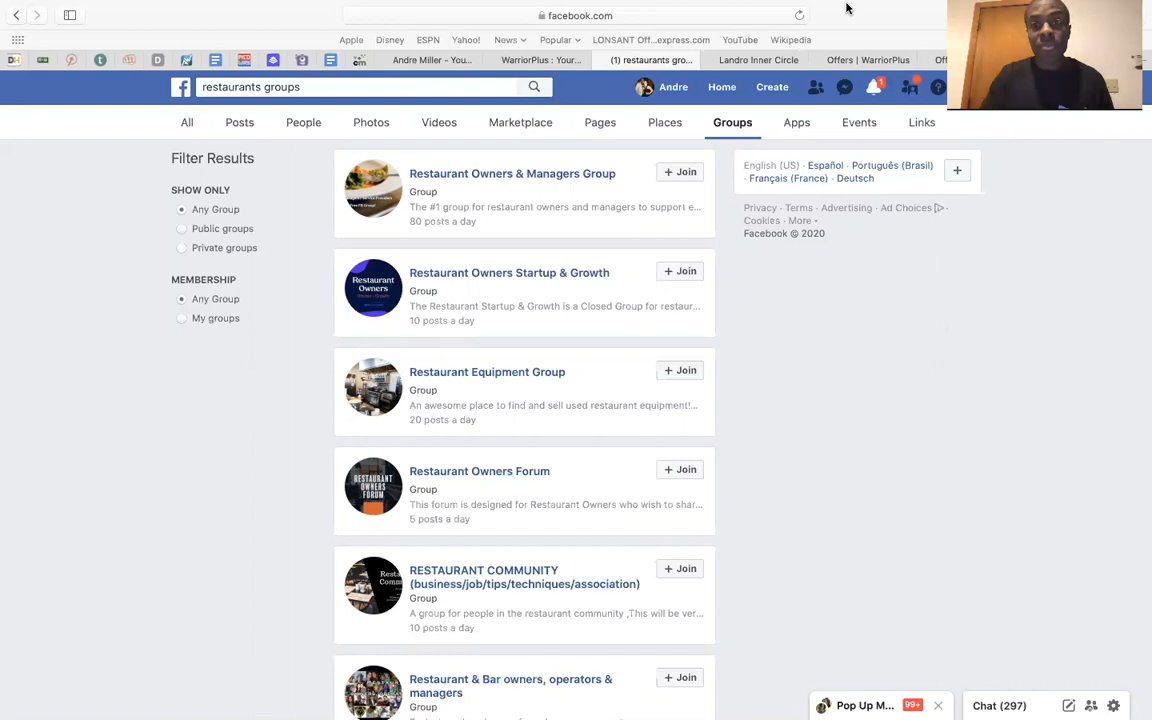 facebook.com
Apple Disney ESPN Yahoo! News Popular LONSANT Off...express.com YouTube Wikipedia
Andre Miller - You... WarriorPlus : Your... (1) restaurants gro... Landro Inner Circle Offers | WarriorPlus Off
restaurants groups Andre Home Create 1
All Posts People Photos Videos Marketplace Pages Places Groups Apps Events Links
Filter Results
SHOW ONLY
Any Group
Public groups
Private groups
MEMBERSHIP
Any Group
My groups
Restaurant Owners & Managers Group
+ Join
Group
The #1 group for restaurant owners and managers to support e...
80 posts a day
Restaurant Owners Startup & Growth
+ Join
Group
The Restaurant Startup & Growth is a Closed Group for restaur...
10 posts a day
Restaurant
Owners
Restaurant Equipment Group
+ Join
Group
An awesome place to find and sell used restaurant equipment!...
20 posts a day
Restaurant Owners Forum
+ Join
Group
This forum is designed for Restaurant Owners who wish to shar...
5 posts a day
RESTAURANT
OWNERS
FORUM
RESTAURANT COMMUNITY
(business/job/tips/techniques/association)
+ Join
Group
A group for people in the restaurant community ,This will be ver...
10 posts a day
Restaurant & Bar owners, operators &
managers
+ Join
Group
English (US) · Español · Português (Brasil)
· Français (France) · Deutsch
Privacy · Terms · Advertising · Ad Choices ·
Cookies · More
Facebook © 2020
Pop Up M... 99+
Chat (297)